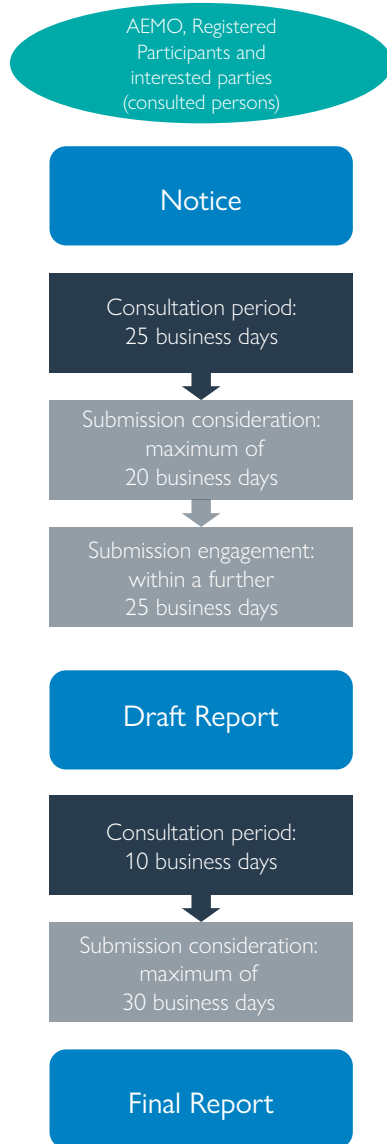 AEMO, Registered
Participants and
interested parties
(consulted persons)
Notice
Consultation period:
25 business days
Submission consideration:
maximum of
20 business days
Submission engagement:
within a further
25 business days
Draft Report
Consultation period:
10 business days
Submission consideration:
maximum of
30 business days
Final Report